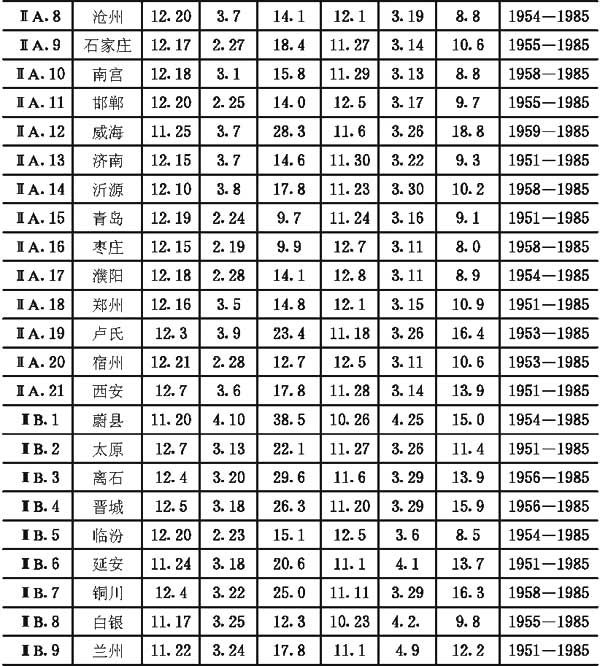 ⅡA.8 沧州 12.20 3.7 14.1 12.1 3.19 8.8 1954—1985
ⅡA.9 石家庄 12.17 2.27 18.4 11.27 3.14 10.6 1955—1985
ⅡA.10 南宫 12.18 3.1 15.8 11.29 3.13 8.8 1958—1985
ⅡA.11 邯郸 12.20 2.25 14.0 12.5 3.17 9.7 1955—1985
ⅡA.12 威海 11.25 3.7 28.3 11.6 3.26 18.8 1959—1985
ⅡA.13 济南 12.15 3.7 14.6 11.30 3.22 9.3 1951—1985
ⅡA.14 沂源 12.10 3.8 17.8 11.23 3.30 10.2 1958—1985
ⅡA.15 青岛 12.19 2.24 9.7 11.24 3.16 9.1 1951—1985
ⅡA.16 枣庄 12.15 2.19 9.9 12.7 3.11 8.0 1958—1985
ⅡA.17 濮阳 12.18 2.28 14.1 12.8 3.11 8.9 1954—1985
ⅡA.18 郑州 12.16 3.5 14.8 12.1 3.15 10.9 1951—1985
ⅡA.19 卢氏 12.3 3.9 23.4 11.18 3.26 16.4 1953—1985
ⅡA.20 宿州 12.21 2.28 12.7 12.5 3.11 10.6 1953—1985
ⅡA.21 西安 12.7 3.6 17.8 11.28 3.14 13.9 1951—1985
ⅡB.1 蔚县 11.20 4.10 38.5 10.26 4.25 15.0 1954—1985
ⅡB.2 太原 12.7 3.13 22.1 11.27 3.26 11.4 1951—1985
ⅡB.3 离石 12.4 3.20 29.6 11.6 3.29 13.9 1956—1985
ⅡB.4 晋城 12.5 3.18 26.3 11.20 3.29 15.9 1956—1985
ⅡB.5 临汾 12.20 2.23 15.1 12.5 3.6 8.5 1954—1985
ⅡB.6 延安 11.24 3.18 20.6 11.1 4.1 13.7 1951—1985
ⅡB.7 铜川 12.4 3.22 25.0 11.11 3.29 16.3 1958—1985
ⅡB.8 白银 11.17 3.25 12.3 10.23 4.2. 9.8 1955—1985
ⅡB.9 兰州 11.22 3.24 17.8 11.1 4.9 12.2 1951—1985